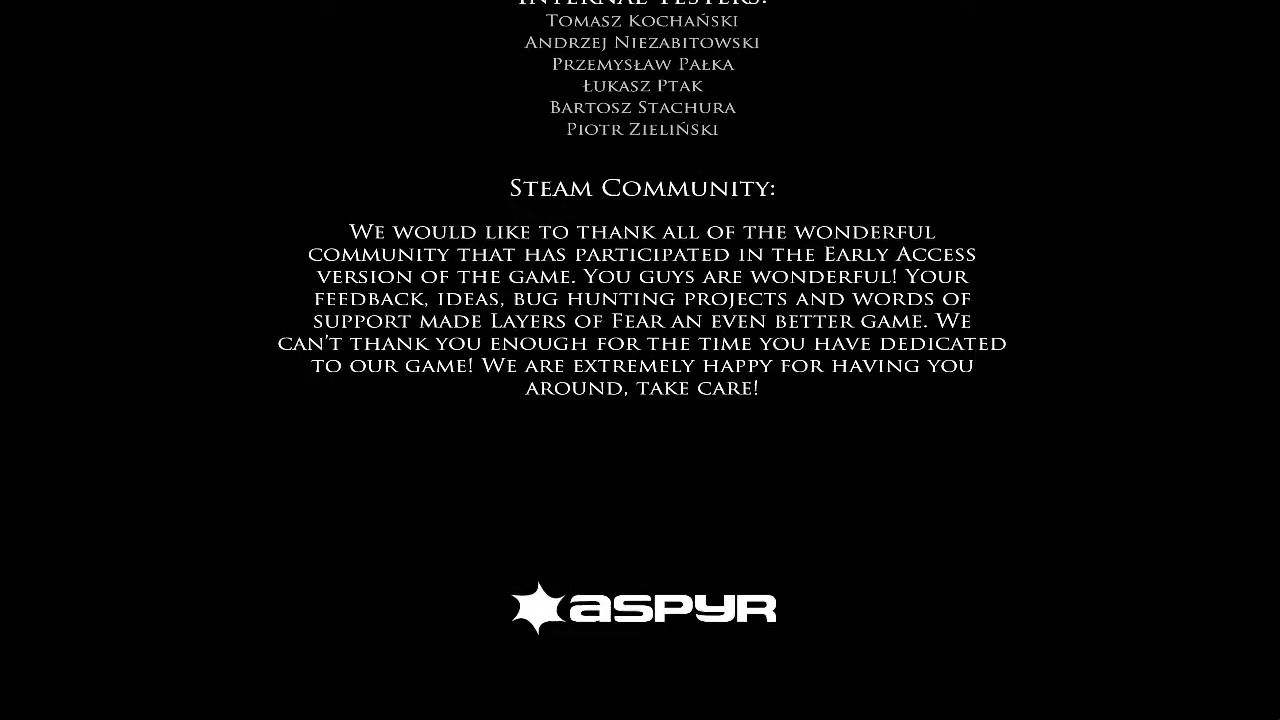 Internal Testers:
Tomasz Kochański
Andrzej Niezabitowski
Przemysław Pałka
Łukasz Ptak
Bartosz Stachura
Piotr Zieliński
Steam Community:
We would like to thank all of the wonderful
community that has participated in the Early Access
version of the game. You guys are wonderful! Your
feedback, ideas, bug hunting projects and words of
support made Layers of Fear an even better game. We
can't thank you enough for the time you have dedicated
to our game! We are extremely happy for having you
around, take care!
aspyr